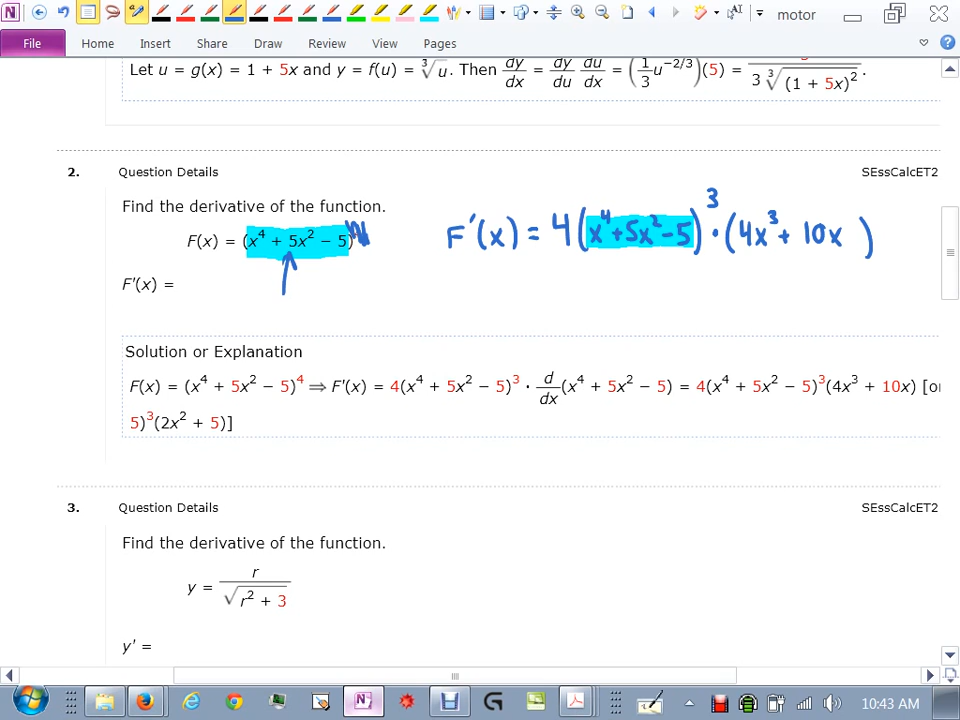 motor
File Home Insert Share Draw Review View Pages
Let u = g(x) = 1 + 5x and y = f(u) = ∛u. Then dy/dx = dy/du du/dx = (1/3 u^−2/3)(5) = / 3 ∛(1 + 5x)².
2. Question Details SEssCalcET2
Find the derivative of the function.
F(x) = (x⁴ + 5x² − 5)
F'(x) = 4(x⁴+5x²-5)³ · (4x³+ 10x )
F'(x) =
Solution or Explanation
F(x) = (x⁴ + 5x² − 5)⁴ ⇒ F'(x) = 4(x⁴ + 5x² − 5)³ · d/dx (x⁴ + 5x² − 5) = 4(x⁴ + 5x² − 5)³(4x³ + 10x) [or
5)³(2x² + 5)]
3. Question Details SEssCalcET2
Find the derivative of the function.
y = r/√(r² + 3)
y' =
10:43 AM